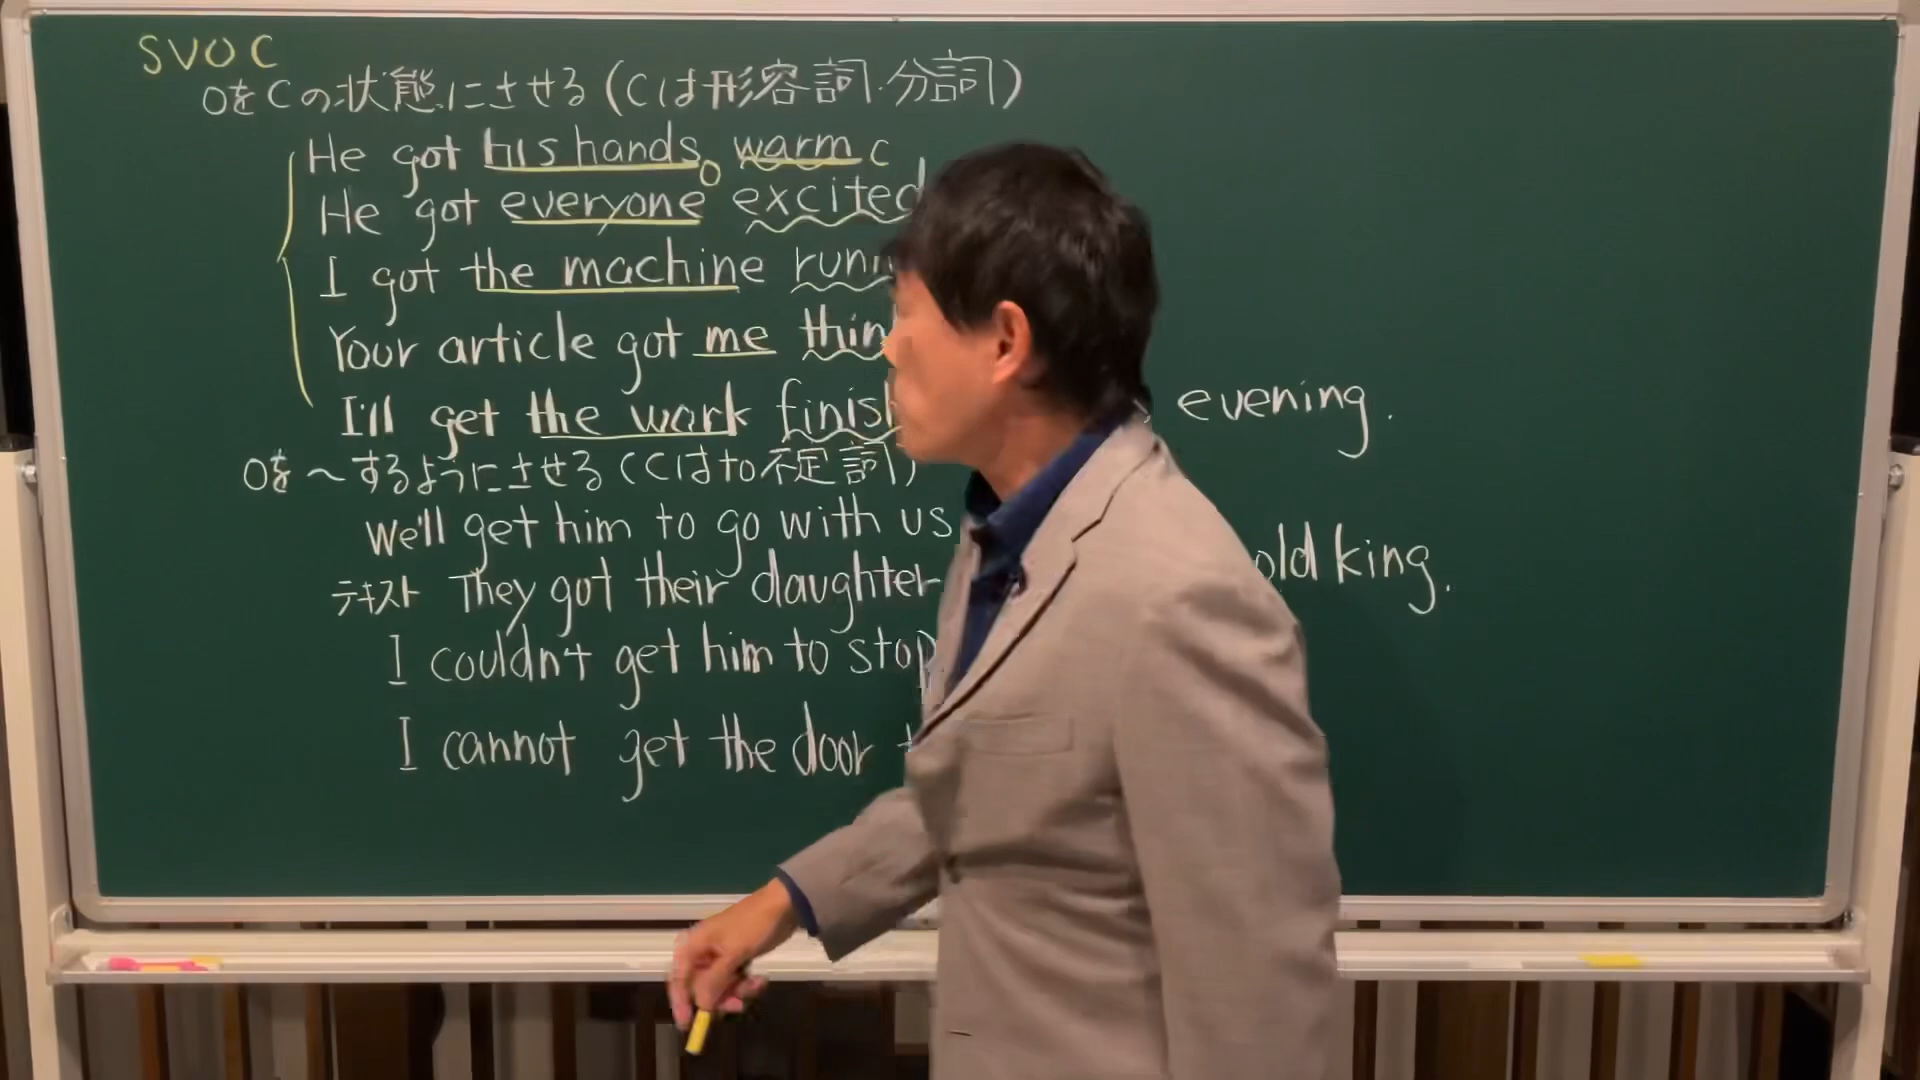 SVOC
OをCの状態にさせる(Cは形容詞・分詞)
He got his hands O warm C
He got everyone excited
I got the machine
Your article got me
I'll get the work evening.
Oを〜するようにさせる(Cはto不定詞)
We'll get him to go with us
テキスト They got their daughter old king.
I couldn't get him to stop
I cannot get the door